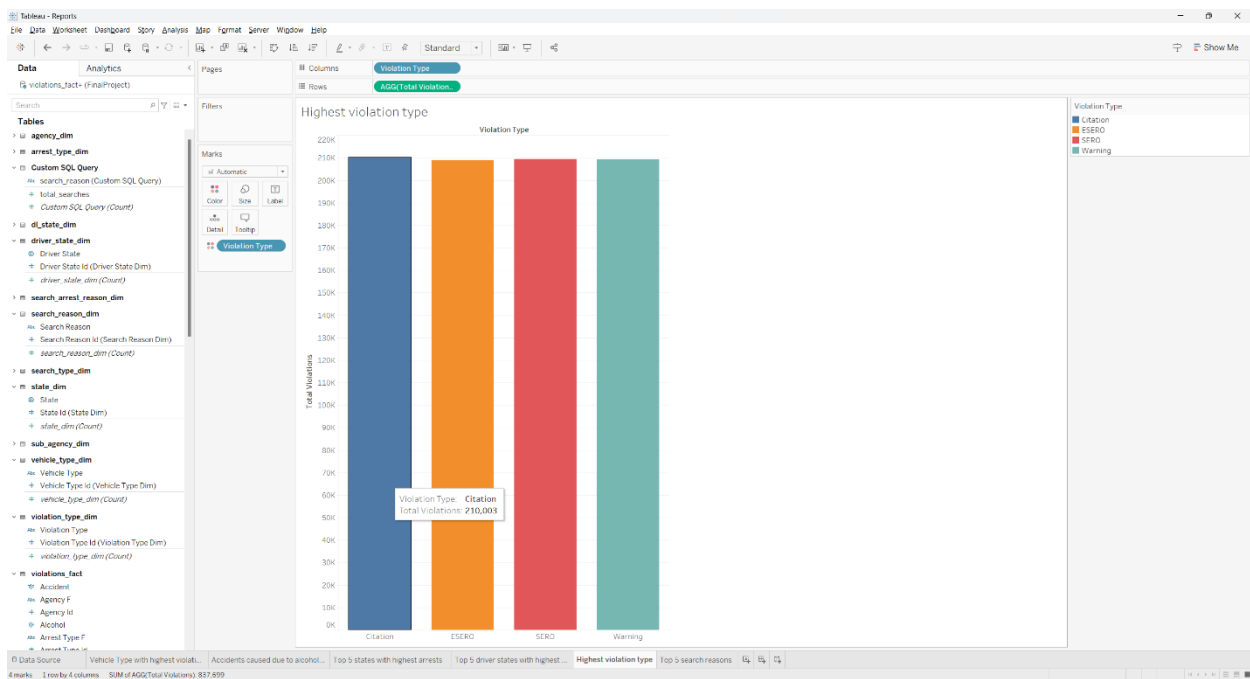 Tableau - Reports
File Data Worksheet Dashboard Story Analysis Map Format Server Window Help
Standard
Show Me
Data Analytics
violations_fact+ (FinalProject)
Search
Tables
agency_dim
arrest_type_dim
Custom SQL Query
Abc search_reason (Custom SQL Query)
total_searches
Custom SQL Query (Count)
dl_state_dim
driver_state_dim
Driver State
Driver State Id (Driver State Dim)
driver_state_dim (Count)
search_arrest_reason_dim
search_reason_dim
Abc Search Reason
Search Reason Id (Search Reason Dim)
search_reason_dim (Count)
search_type_dim
state_dim
State
State Id (State Dim)
state_dim (Count)
sub_agency_dim
vehicle_type_dim
Abc Vehicle Type
Vehicle Type Id (Vehicle Type Dim)
vehicle_type_dim (Count)
violation_type_dim
Abc Violation Type
Violation Type Id (Violation Type Dim)
violation_type_dim (Count)
violations_fact
Accident
Abc Agency F
Agency Id
Alcohol
Abc Arrest Type F
Arrest Type Id
Pages
Filters
Marks
Automatic
Color Size Label
Detail Tooltip
Violation Type
Columns Violation Type
Rows AGG(Total Violation..
Highest violation type
Violation Type
220K
210K
200K
190K
180K
170K
160K
150K
140K
130K
120K
110K
100K
90K
80K
70K
60K
50K
40K
30K
20K
10K
0K
Total Violations
Violation Type: Citation
Total Violations: 210,003
Citation ESERO SERO Warning
Violation Type
Citation
ESERO
SERO
Warning
Data Source Vehicle Type with highest violati... Accidents caused due to alcohol... Top 5 states with highest arrests Top 5 driver states with highest ... Highest violation type Top 5 search reasons
4 marks 1 row by 4 columns SUM of AGG(Total Violations): 837,699